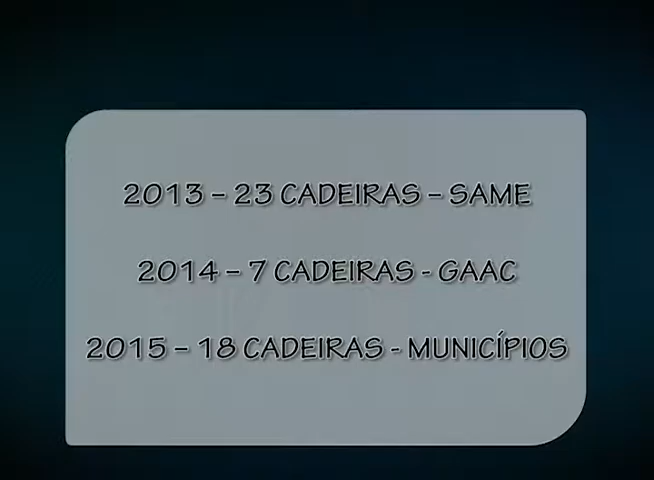 2013 – 23 CADEIRAS – SAME
2014 – 7 CADEIRAS - GAAC
2015 – 18 CADEIRAS - MUNICÍPIOS